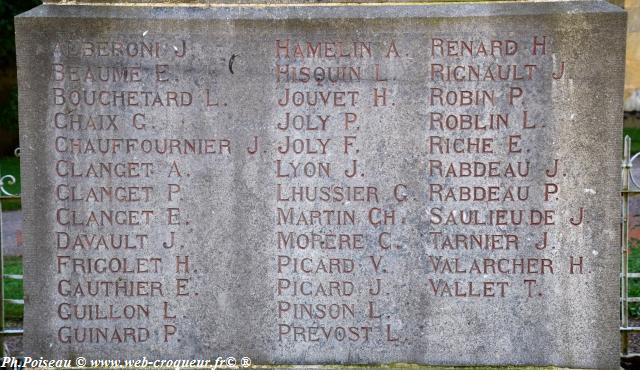 ALBERONI J.
BEAUME E.
BOUCHETARD L.
CHAIX G.
CHAUFFOURNIER J.
CLANGET A.
CLANGET P.
CLANGET E.
DAVAULT J.
FRIGOLET H.
GAUTHIER E.
GUILLON L.
GUINARD P.
HAMELIN A.
HISQUIN L.
JOUVET H.
JOLY P.
JOLY F.
LYON J.
LHUSSIER G.
MARTIN CH.
MORÈRE C.
PICARD V.
PICARD J.
PINSON L.
PRÉVOST L.
RENARD H.
RIGNAULT J.
ROBIN P.
ROBLIN L.
RICHE E.
RABDEAU J.
RABDEAU P.
SAULIEU DE J.
TARNIER J.
VALARCHER H.
VALLET T.
Ph.Poiseau © www.web-croqueur.fr ©®